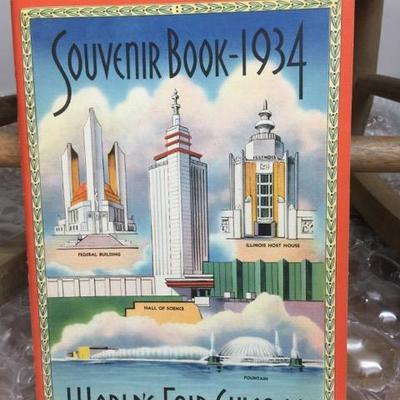 SOUVENIR BOOK-1934
ILLINOIS
FEDERAL BUILDING
ILLINOIS HOST HOUSE
HALL OF SCIENCE
FOUNTAIN
WORLD'S FAIR CHICAGO